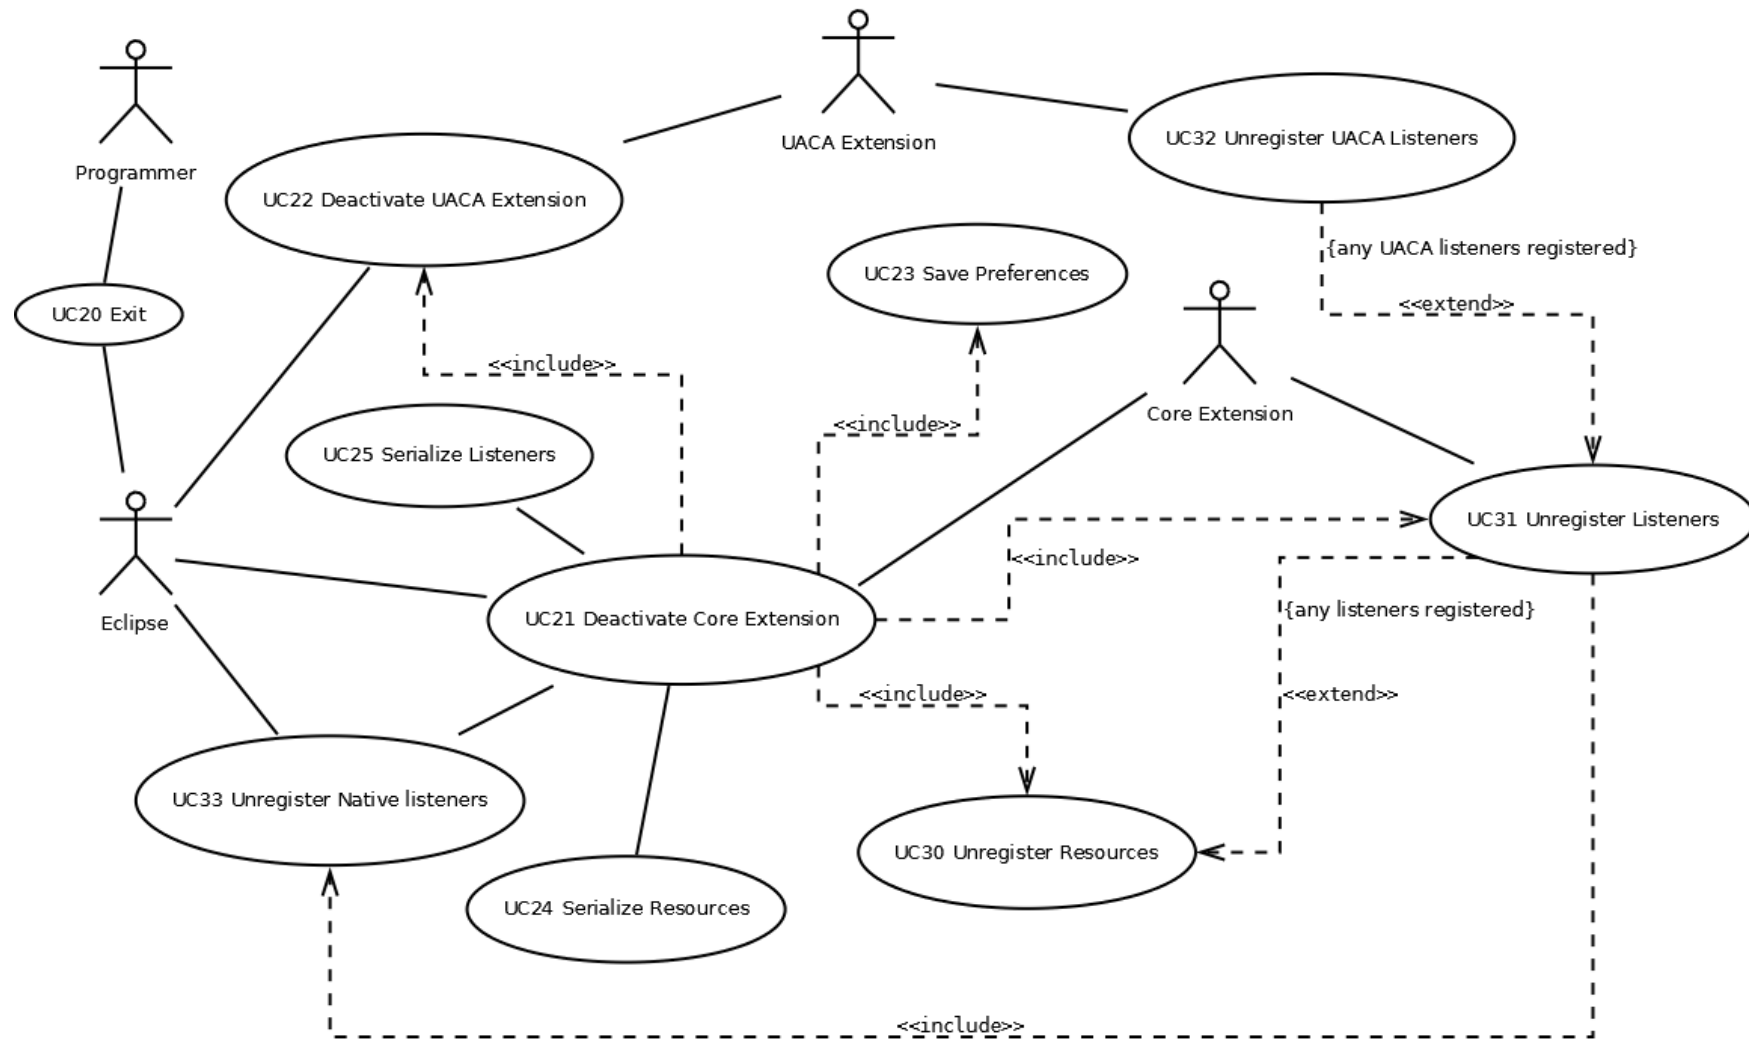 UACA Extension
UC32 Unregister UACA Listeners
Programmer
UC22 Deactivate UACA Extension
{any UACA listeners registered}
UC23 Save Preferences
<<extend>>
UC20 Exit
<<include>>
<<include>>
Core Extension
UC25 Serialize Listeners
UC31 Unregister Listeners
<<include>>
{any listeners registered}
Eclipse
UC21 Deactivate Core Extension
<<include>>
<<extend>>
UC33 Unregister Native listeners
UC30 Unregister Resources
UC24 Serialize Resources
<<include>>